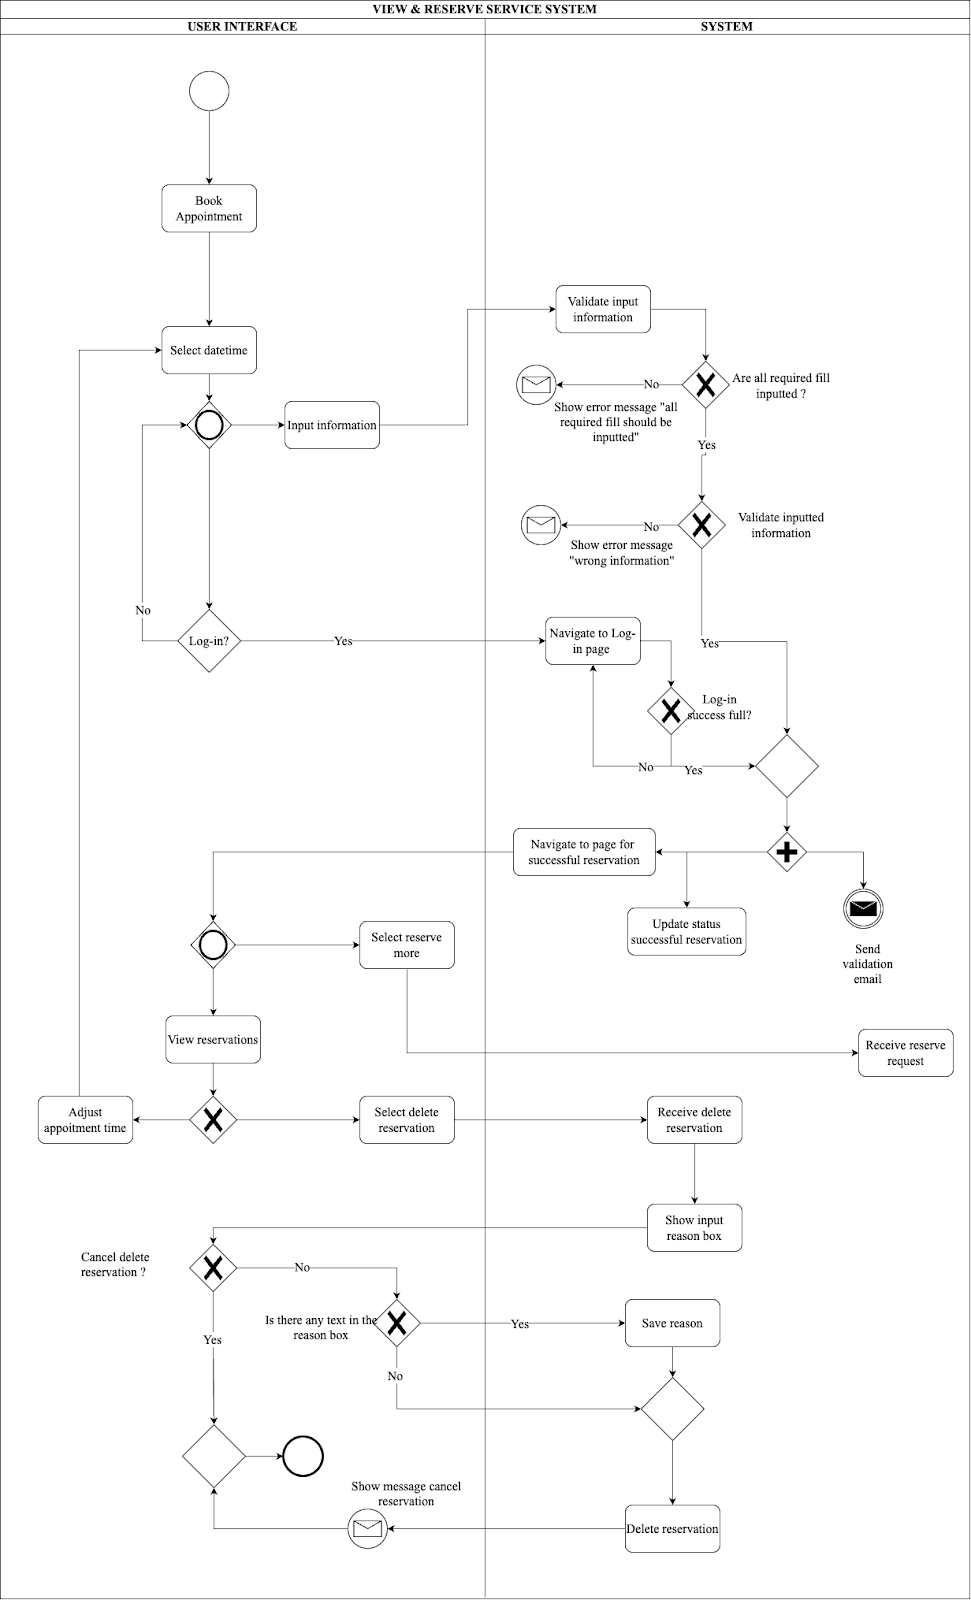 VIEW & RESERVE SERVICE SYSTEM
USER INTERFACE
SYSTEM
Book
Appointment
Select datetime
Input information
Validate input
information
Are all required fill
inputted ?
No
Show error message "all
required fill should be
inputted"
Yes
Validate inputted
information
No
Show error message
"wrong information"
Yes
No
Log-in?
Yes
Navigate to Log-
in page
Log-in
success full?
No
Yes
Navigate to page for
successful reservation
Update status
successful reservation
Send
validation
email
Select reserve
more
View reservations
Receive reserve
request
Adjust
appoitment time
Select delete
reservation
Receive delete
reservation
Show input
reason box
Cancel delete
reservation ?
No
Is there any text in the
reason box
Yes
Save reason
Yes
No
Show message cancel
reservation
Delete reservation